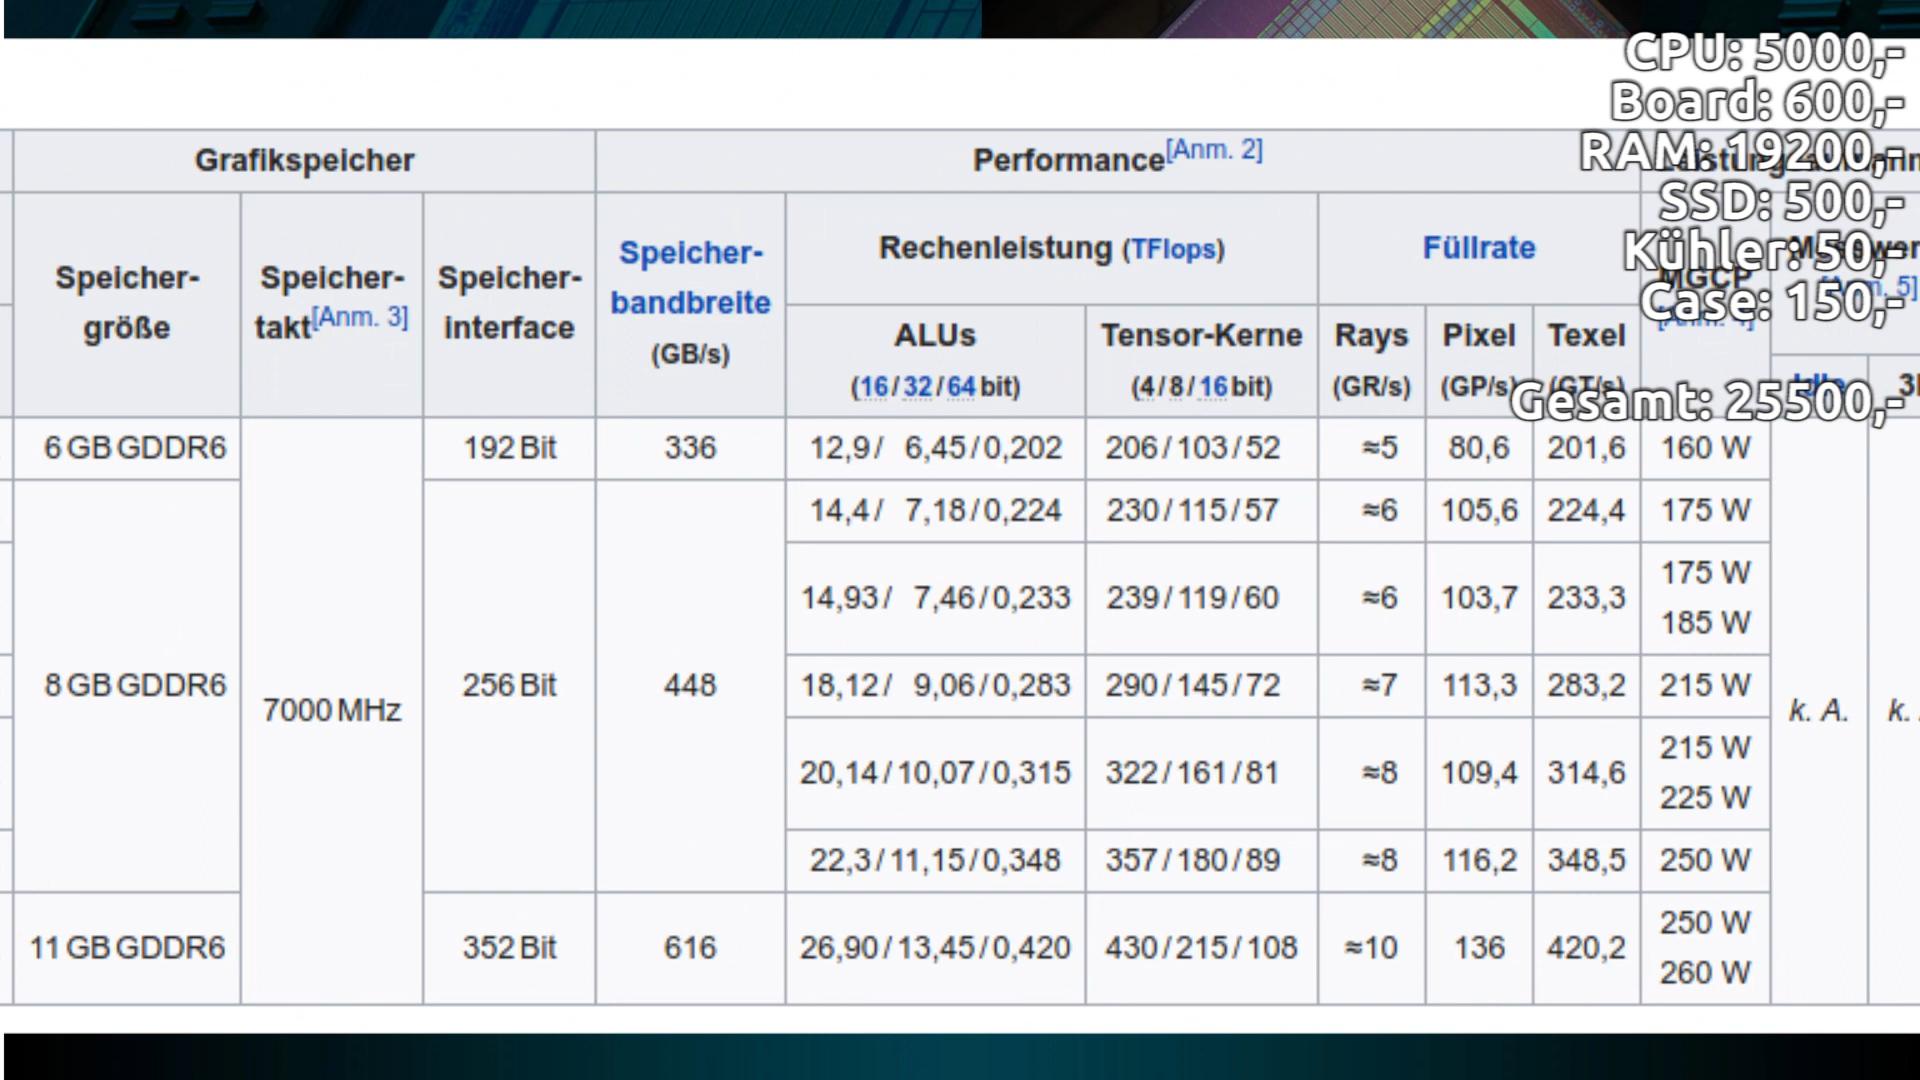 CPU: 5000,-
Board: 600,-
RAM: 19200,-
SSD: 500,-
Kühler: 50,-
Case: 150,-
Gesamt: 25500,-
Grafikspeicher
Performance[Anm. 2]
Speicher-
größe
Speicher-
takt[Anm. 3]
Speicher-
interface
Speicher-
bandbreite
(GB/s)
Rechenleistung (TFlops)
Füllrate
MGCP
ALUs
(16/32/64 bit)
Tensor-Kerne
(4/8/16 bit)
Rays
(GR/s)
Pixel
(GP/s)
Texel
(GT/s)
Idle
6 GB GDDR6
7000 MHz
192 Bit
336
12,9/ 6,45/0,202
206/103/52
≈5
80,6
201,6
160 W
8 GB GDDR6
256 Bit
448
14,4/ 7,18/0,224
230/115/57
≈6
105,6
224,4
175 W
14,93/ 7,46/0,233
239/119/60
≈6
103,7
233,3
175 W
185 W
18,12/ 9,06/0,283
290/145/72
≈7
113,3
283,2
215 W
20,14/10,07/0,315
322/161/81
≈8
109,4
314,6
215 W
225 W
22,3/11,15/0,348
357/180/89
≈8
116,2
348,5
250 W
11 GB GDDR6
352 Bit
616
26,90/13,45/0,420
430/215/108
≈10
136
420,2
250 W
260 W
k. A.
k.